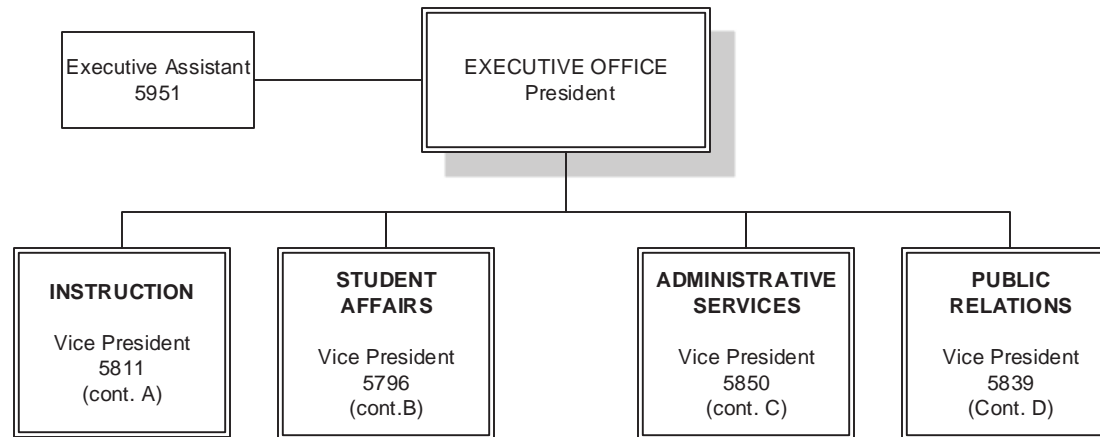 Executive Assistant
5951
EXECUTIVE OFFICE
President
INSTRUCTION
Vice President
5811
(cont. A)
STUDENT
AFFAIRS
Vice President
5796
(cont.B)
ADMINISTRATIVE
SERVICES
Vice President
5850
(cont. C)
PUBLIC
RELATIONS
Vice President
5839
(Cont. D)